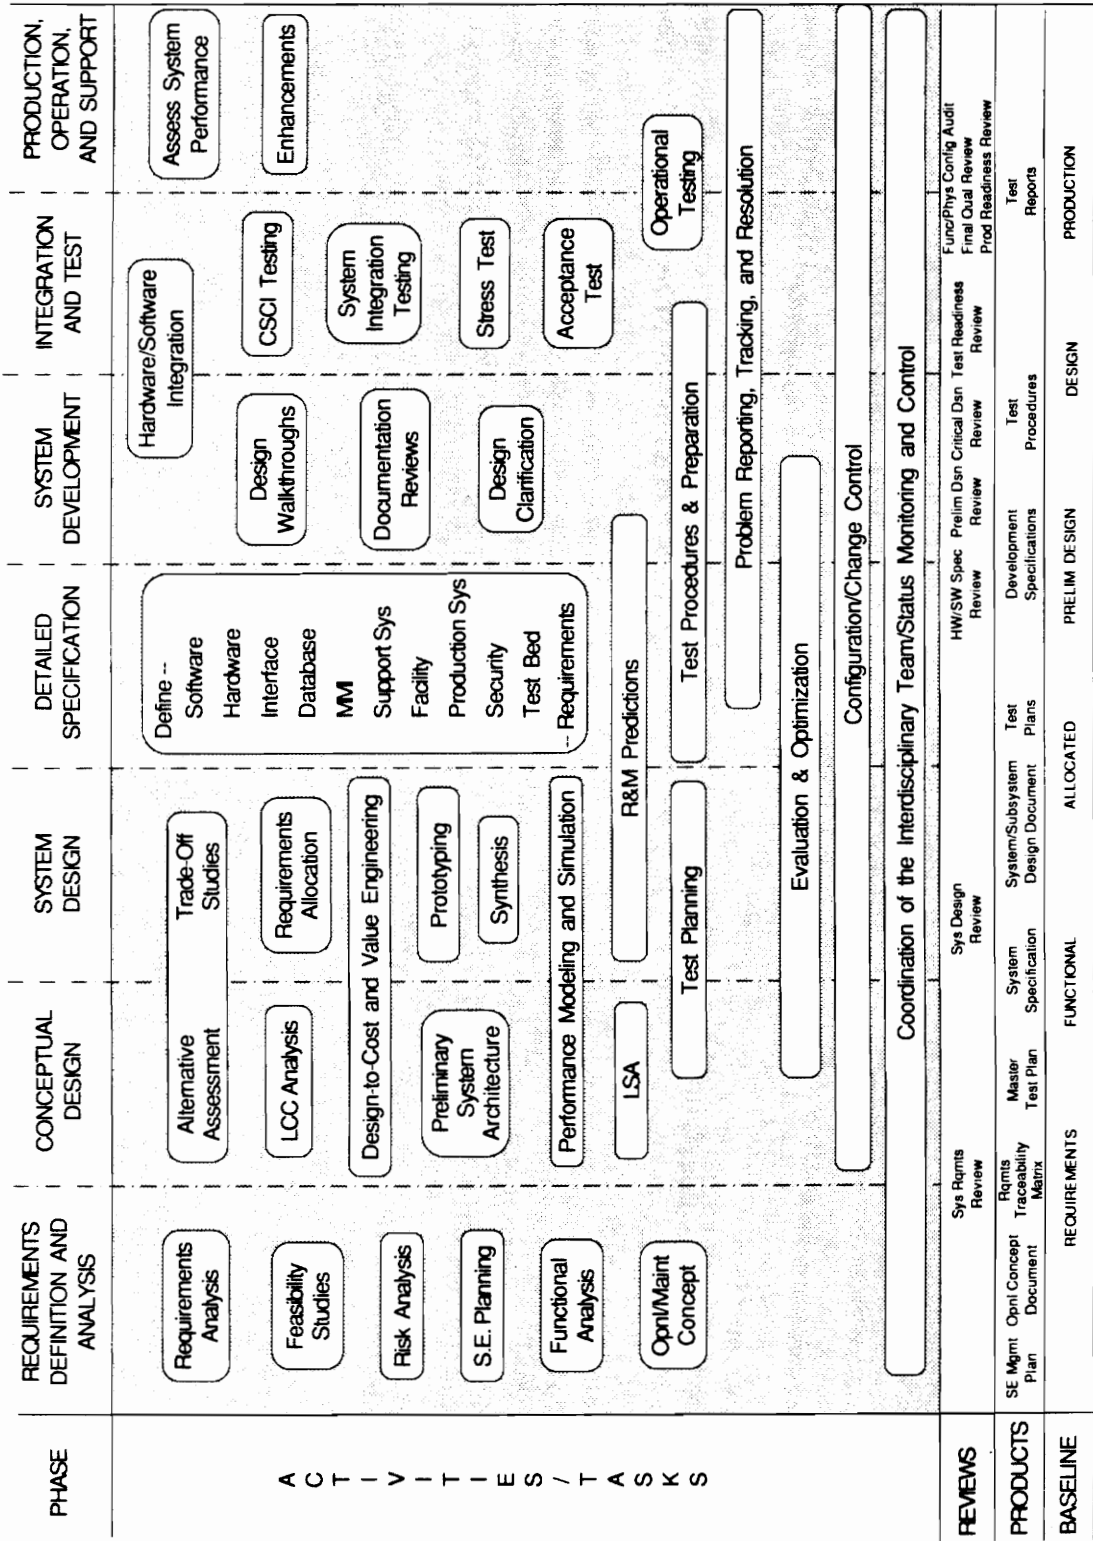 PHASE
REQUIREMENTS
DEFINITION AND
ANALYSIS
CONCEPTUAL
DESIGN
SYSTEM
DESIGN
DETAILED
SPECIFICATION
SYSTEM
DEVELOPMENT
INTEGRATION
AND TEST
PRODUCTION,
OPERATION,
AND SUPPORT
ACTIVITIES/TASKS
Requirements
Analysis
Feasibility
Studies
Risk Analysis
S.E. Planning
Functional
Analysis
Opnl/Maint
Concept
Alternative
Assessment
Trade-Off
Studies
LCC Analysis
Requirements
Allocation
Design-to-Cost and Value Engineering
Preliminary
System
Architecture
Prototyping
Synthesis
Performance Modeling and Simulation
LSA
R&M Predictions
Test Planning
Define --
Software
Hardware
Interface
Database
MMI
Support Sys
Facility
Production Sys
Security
Test Bed
-- Requirements
Hardware/Software
Integration
Design
Walkthroughs
Documentation
Reviews
Design
Clarification
CSCI Testing
System
Integration
Testing
Stress Test
Acceptance
Test
Assess System
Performance
Enhancements
Operational
Testing
Test Procedures & Preparation
Problem Reporting, Tracking, and Resolution
Evaluation & Optimization
Configuration/Change Control
Coordination of the Interdisciplinary Team/Status Monitoring and Control
REVIEWS
Sys Rqmts
Review
Sys Design
Review
HW/SW Spec
Review
Prelim Dsn
Review
Critical Dsn
Review
Test Readiness
Review
Func/Phys Config Audit
Final Qual Review
Prod Readiness Review
PRODUCTS
SE Mgmt
Plan
Opnl Concept
Document
Rqmts
Traceability
Matrix
Master
Test Plan
System
Specification
System/Subsystem
Design Document
Test
Plans
Development
Specifications
Test
Procedures
Test
Reports
BASELINE
REQUIREMENTS
FUNCTIONAL
ALLOCATED
PRELIM DESIGN
DESIGN
PRODUCTION